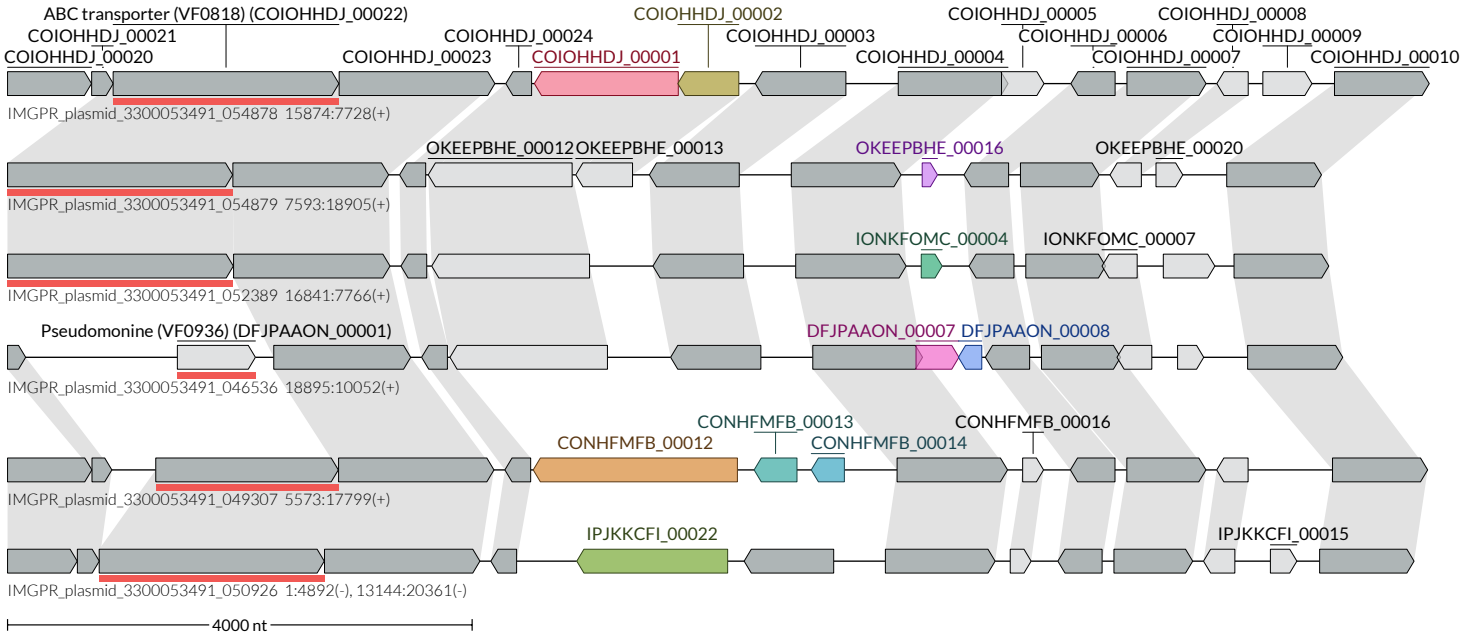 ABC transporter (VF0818) (COIOHHDJ_00022)
COIOHHDJ_00002
COIOHHDJ_00005
COIOHHDJ_00008
COIOHHDJ_00021
COIOHHDJ_00024
COIOHHDJ_00003
COIOHHDJ_00006
COIOHHDJ_00009
COIOHHDJ_00020
COIOHHDJ_00023
COIOHHDJ_00001
COIOHHDJ_00004
COIOHHDJ_00007
COIOHHDJ_00010
IMGPR_plasmid_3300053491_054878 15874:7728(+)
OKEEPBHE_00012
OKEEPBHE_00013
OKEEPBHE_00016
OKEEPBHE_00020
IMGPR_plasmid_3300053491_054879 7593:18905(+)
IONKFOMC_00004
IONKFOMC_00007
IMGPR_plasmid_3300053491_052389 16841:7766(+)
Pseudomonine (VF0936) (DFJPAAON_00001)
DFJPAAON_00007
DFJPAAON_00008
IMGPR_plasmid_3300053491_046536 18895:10052(+)
CONHFMFB_00013
CONHFMFB_00016
CONHFMFB_00012
CONHFMFB_00014
IMGPR_plasmid_3300053491_049307 5573:17799(+)
IPJKKCFI_00022
IPJKKCFI_00015
IMGPR_plasmid_3300053491_050926 1:4892(-), 13144:20361(-)
4000 nt